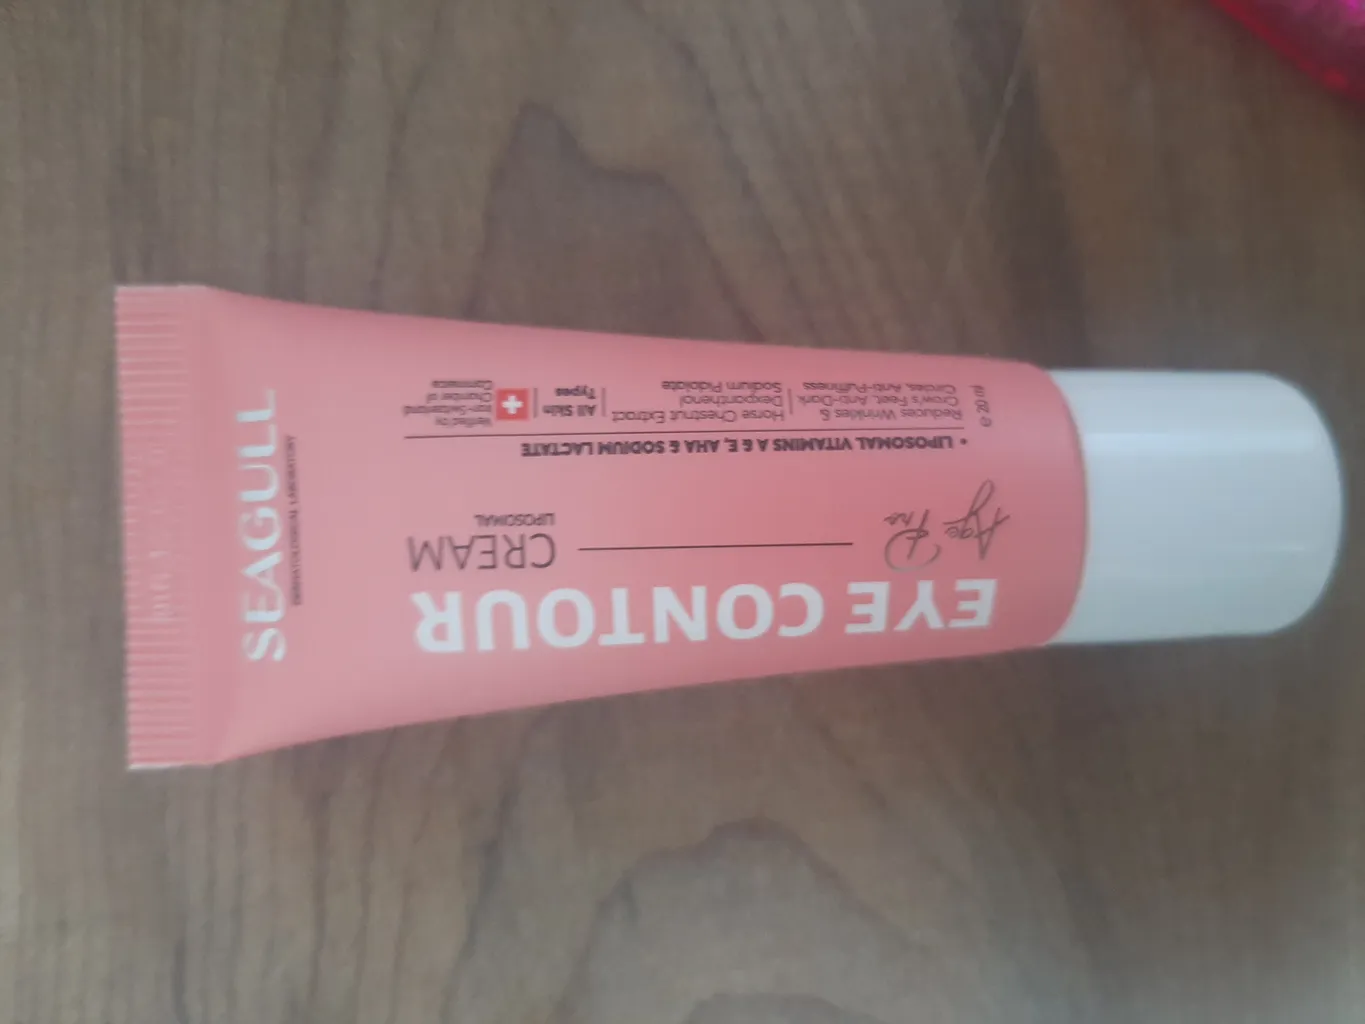 EYE CONTOUR
CREAM
LIPOSOMAL
Age Pro
• LIPOSOMAL VITAMINS A & E, AHA & SODIUM LACTATE
Reduces Wrinkles &
Crow's Feet, Anti-Dark
Circles, Anti-Puffiness
Horse Chestnut Extract
Dexpanthenol
Sodium Pidolate
All Skin
Types
Verified by
Iran-Switzerland
Chamber of
Commerce
e 20 ml
SEAGULL
DERMATOLOGICAL LABORATORY